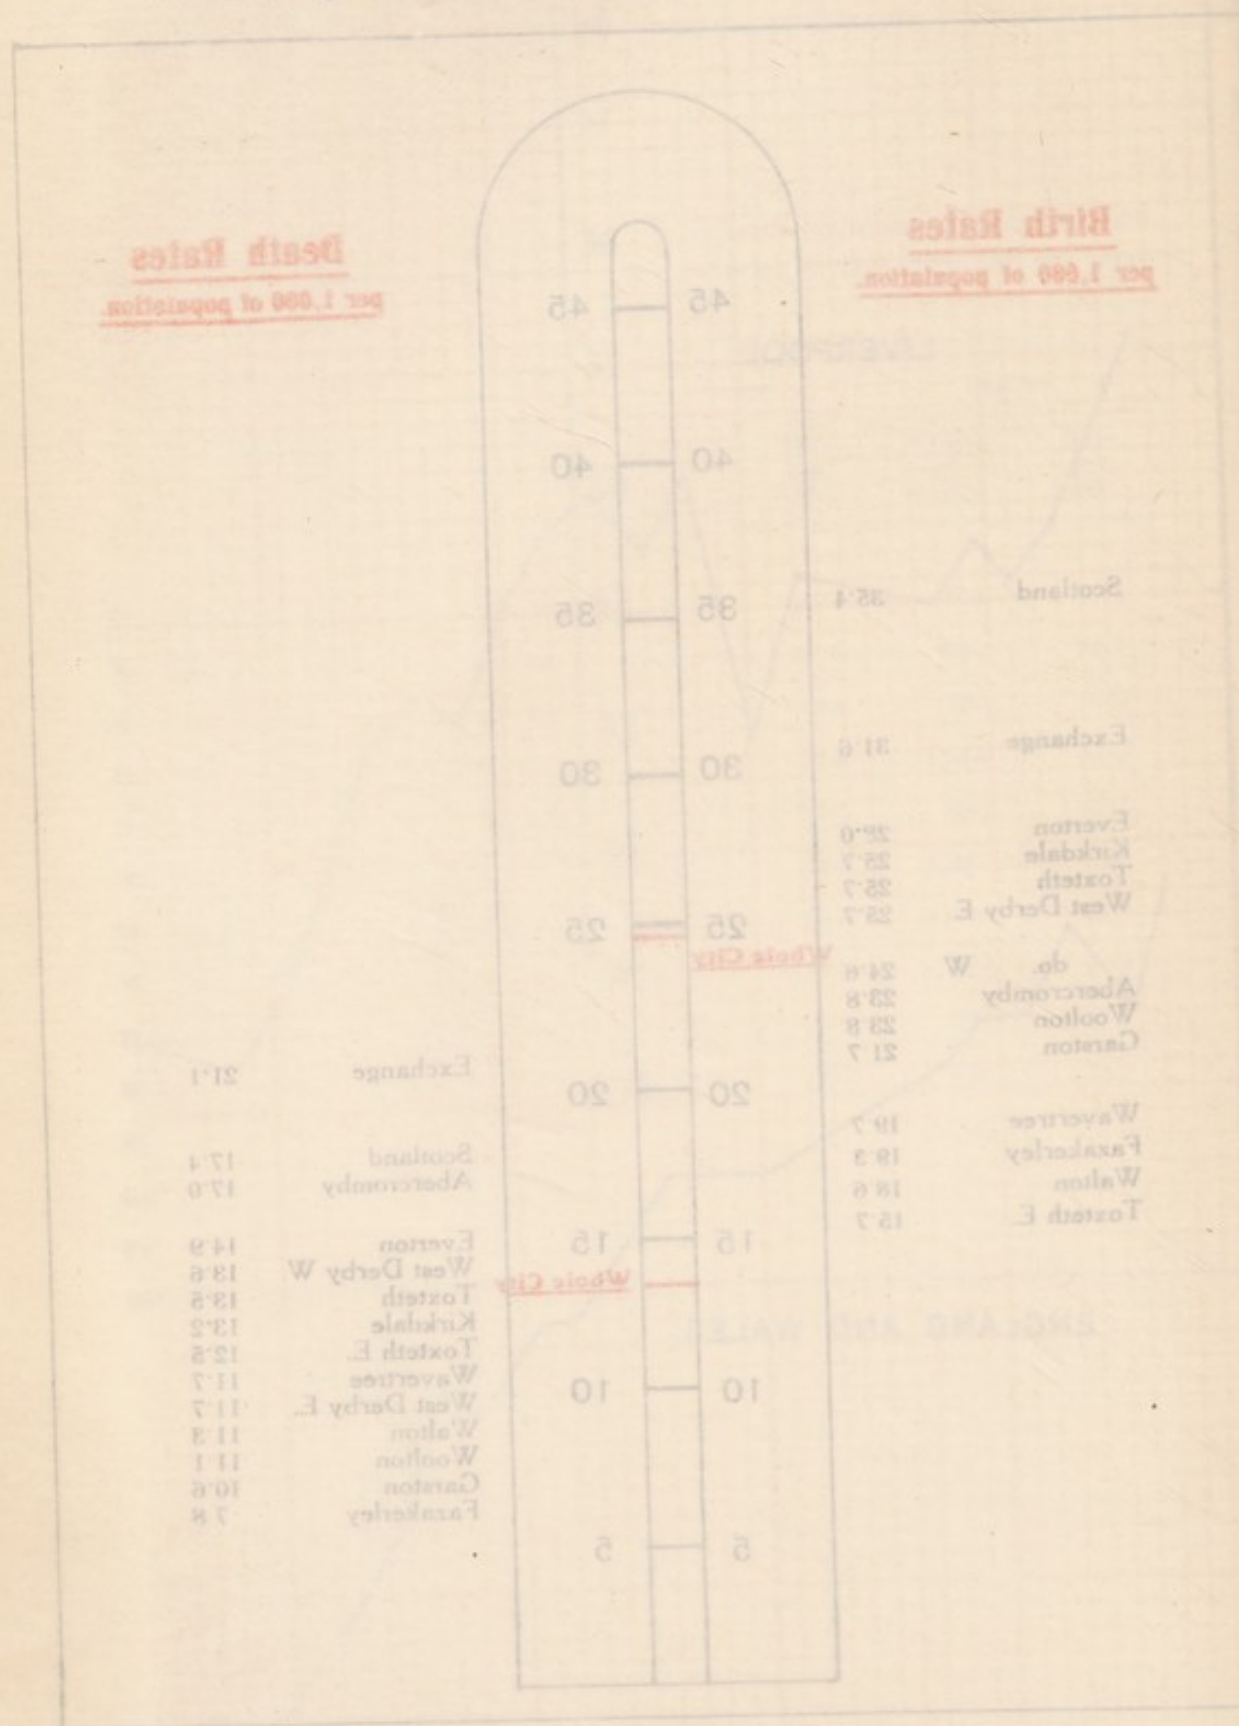 Birth Rates
per 1,000 of population.
Death Rates
per 1,000 of population.
LIVERPOOL
45 45
40 40
35 35
30 30
25 25
20 20
15 15
10 10
5 5
Whole City
Whole City
Scotland 35·4
Exchange 31·6
Everton
Kirkdale 25·7
Toxteth 25·7
West Derby E 25·7
do. W 24·6
Abercromby 23·8
Woolton 23·8
Garston 21·7
Wavertree 19·7
Fazakerley 19·3
Walton 18·6
Toxteth E. 15·7
Exchange 21·1
Scotland 17·4
Abercromby 17·0
Everton 14·9
West Derby W 13·6
Toxteth 13·5
Kirkdale 13·2
Toxteth E. 12·5
Wavertree 11·7
West Derby E. 11·7
Walton 11·3
Woolton 11·1
Garston 10·6
Fazakerley 7·8
ENGLAND AND WALES